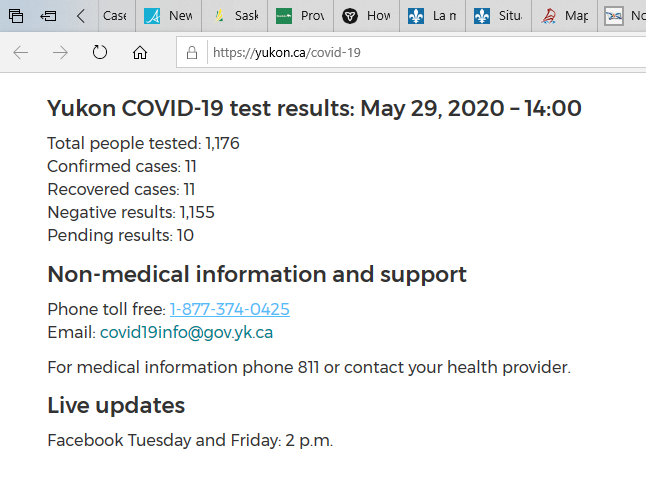 Case
New
Sask
Prov
How
La m
Situ
Map
No
https://yukon.ca/covid-19
Yukon COVID-19 test results: May 29, 2020 – 14:00
Total people tested: 1,176
Confirmed cases: 11
Recovered cases: 11
Negative results: 1,155
Pending results: 10
Non-medical information and support
Phone toll free: 1-877-374-0425
Email: covid19info@gov.yk.ca
For medical information phone 811 or contact your health provider.
Live updates
Facebook Tuesday and Friday: 2 p.m.